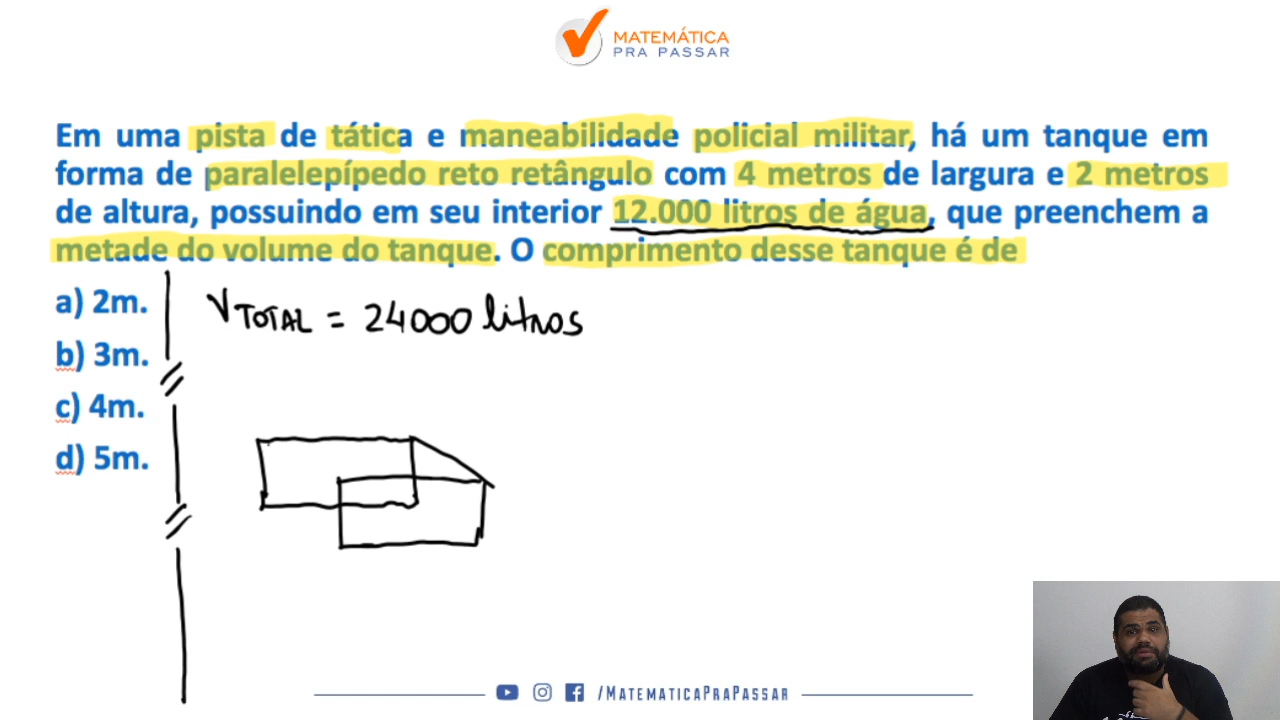 MATEMÁTICA
PRA PASSAR
Em uma pista de tática e maneabilidade policial militar, há um tanque em
forma de paralelepípedo reto retângulo com 4 metros de largura e 2 metros
de altura, possuindo em seu interior 12.000 litros de água, que preenchem a
metade do volume do tanque. O comprimento desse tanque é de
a) 2m.
b) 3m.
c) 4m.
d) 5m.
VTOTAL = 24000 litros
/MATEMATICAPRAPASSAR